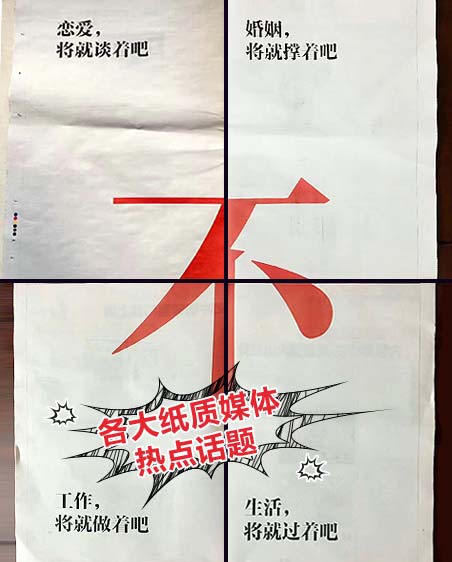 恋爱，
将就谈着吧
婚姻，
将就撑着吧
不
各大纸质媒体
热点话题
工作，
将就做着吧
生活，
将就过着吧